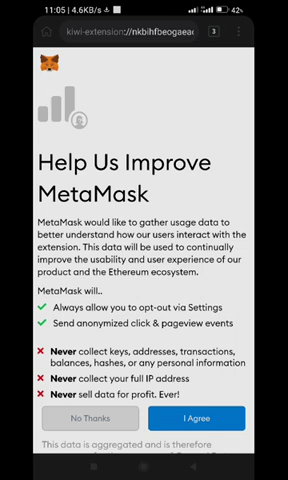 11:05 | 4.6KB/s
42%
kiwi-extension://nkbihfbeogaeaoe
3
Help Us Improve
MetaMask
MetaMask would like to gather usage data to
better understand how our users interact with the
extension. This data will be used to continually
improve the usability and user experience of our
product and the Ethereum ecosystem.
MetaMask will..
Always allow you to opt-out via Settings
Send anonymized click & pageview events
Never collect keys, addresses, transactions,
balances, hashes, or any personal information
Never collect your full IP address
Never sell data for profit. Ever!
No Thanks
I Agree
This data is aggregated and is therefore